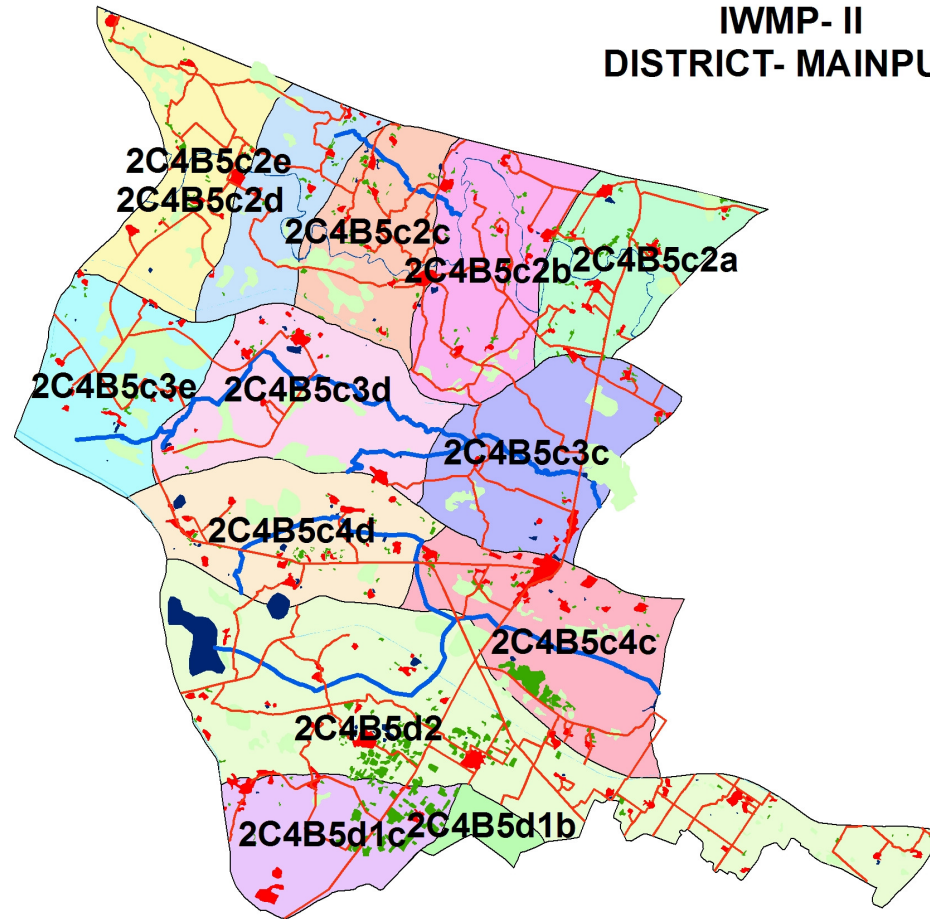 IWMP- II
DISTRICT- MAINPU
2C4B5c2e
2C4B5c2d
2C4B5c2c
2C4B5c2b
2C4B5c2a
2C4B5c3e
2C4B5c3d
2C4B5c3c
2C4B5c4d
2C4B5c4c
2C4B5d2
2C4B5d1c
2C4B5d1b